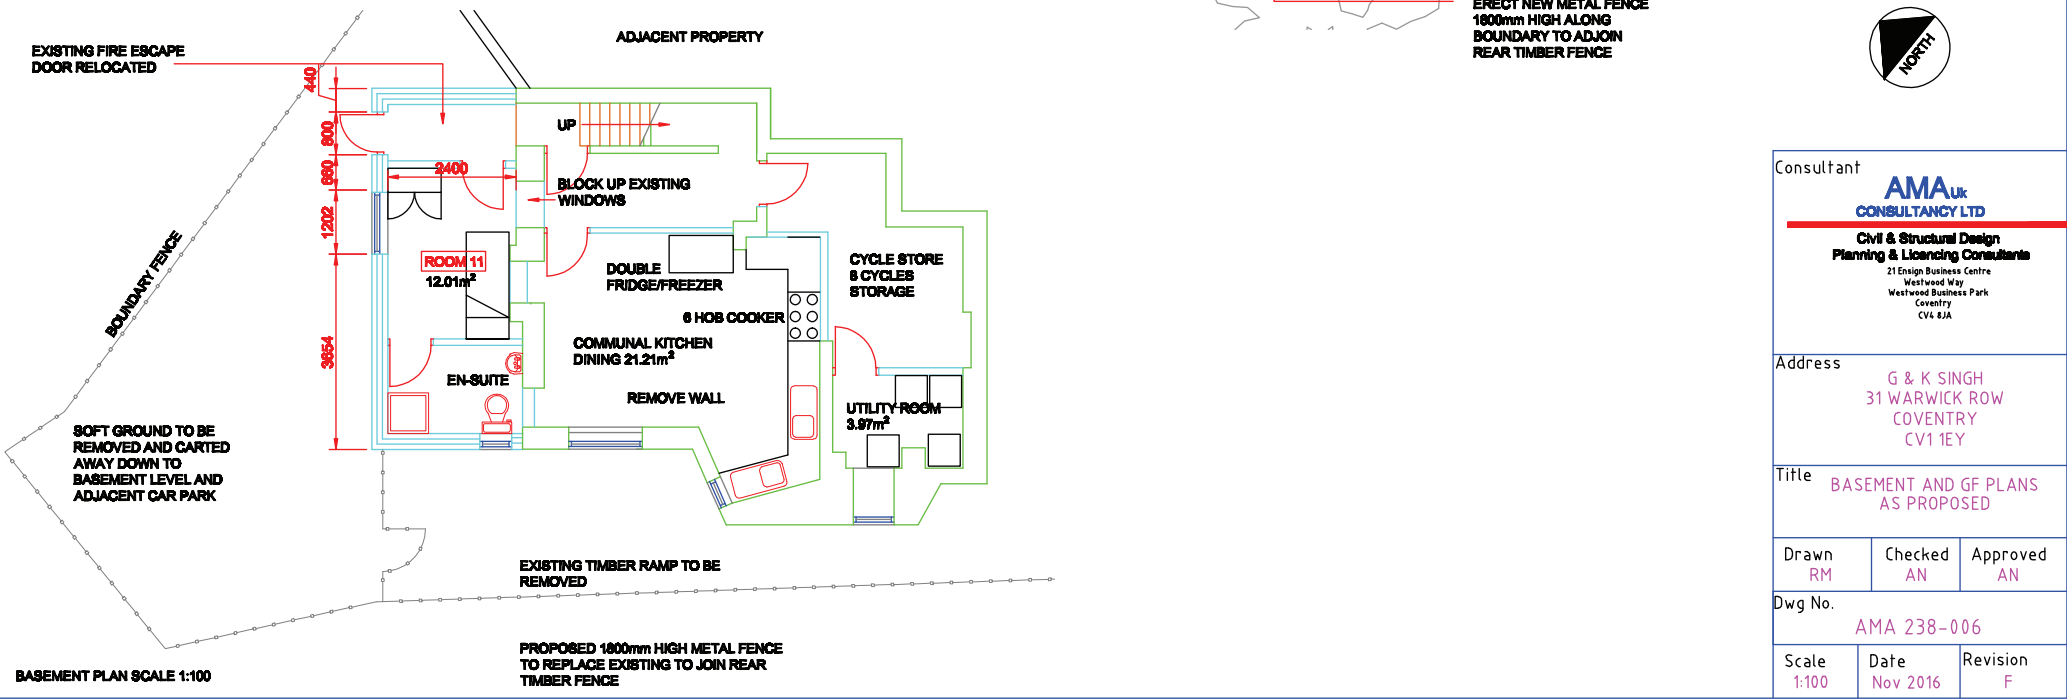 ERECT NEW METAL FENCE
1800mm HIGH ALONG
BOUNDARY TO ADJOIN
REAR TIMBER FENCE
NORTH
EXISTING FIRE ESCAPE
DOOR RELOCATED
ADJACENT PROPERTY
440
800
660
1202
3654
2400
UP
BLOCK UP EXISTING
WINDOWS
BOUNDARY FENCE
ROOM 11
12.01m²
DOUBLE
FRIDGE/FREEZER
6 HOB COOKER
COMMUNAL KITCHEN
DINING 21.21m²
REMOVE WALL
EN-SUITE
CYCLE STORE
8 CYCLES
STORAGE
UTILITY ROOM
3.97m²
SOFT GROUND TO BE
REMOVED AND CARTED
AWAY DOWN TO
BASEMENT LEVEL AND
ADJACENT CAR PARK
EXISTING TIMBER RAMP TO BE
REMOVED
PROPOSED 1800mm HIGH METAL FENCE
TO REPLACE EXISTING TO JOIN REAR
TIMBER FENCE
BASEMENT PLAN SCALE 1:100
Consultant
AMA Uk
CONSULTANCY LTD
Civil & Structural Design
Planning & Licencing Consultants
21 Ensign Business Centre
Westwood Way
Westwood Business Park
Coventry
CV4 8JA
Address
G & K SINGH
31 WARWICK ROW
COVENTRY
CV1 1EY
Title
BASEMENT AND GF PLANS
AS PROPOSED
Drawn Checked Approved
RM AN AN
Dwg No.
AMA 238-006
Scale Date Revision
1:100 Nov 2016 F